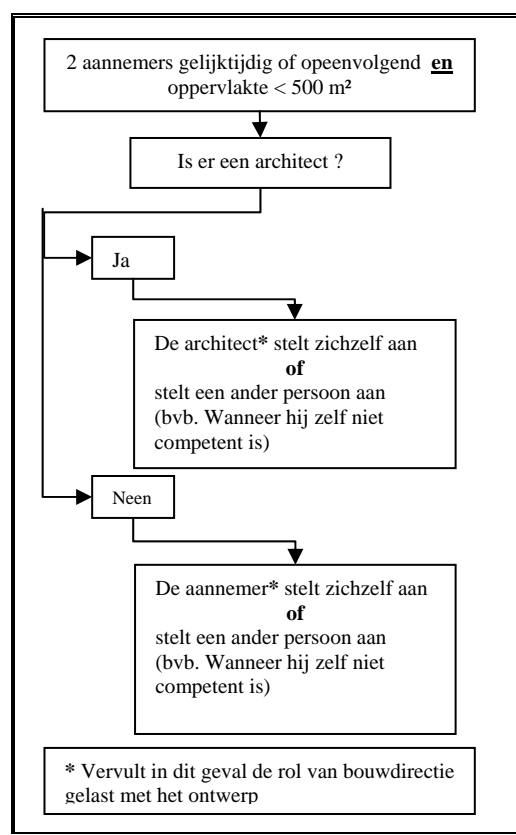 2 aannemers gelijktijdig of opeenvolgend en
oppervlakte < 500 m²
Is er een architect ?
Ja
De architect* stelt zichzelf aan
of
stelt een ander persoon aan
(bvb. Wanneer hij zelf niet
competent is)
Neen
De aannemer* stelt zichzelf aan
of
stelt een ander persoon aan
(bvb. Wanneer hij zelf niet
competent is)
* Vervult in dit geval de rol van bouwdirectie
gelast met het ontwerp